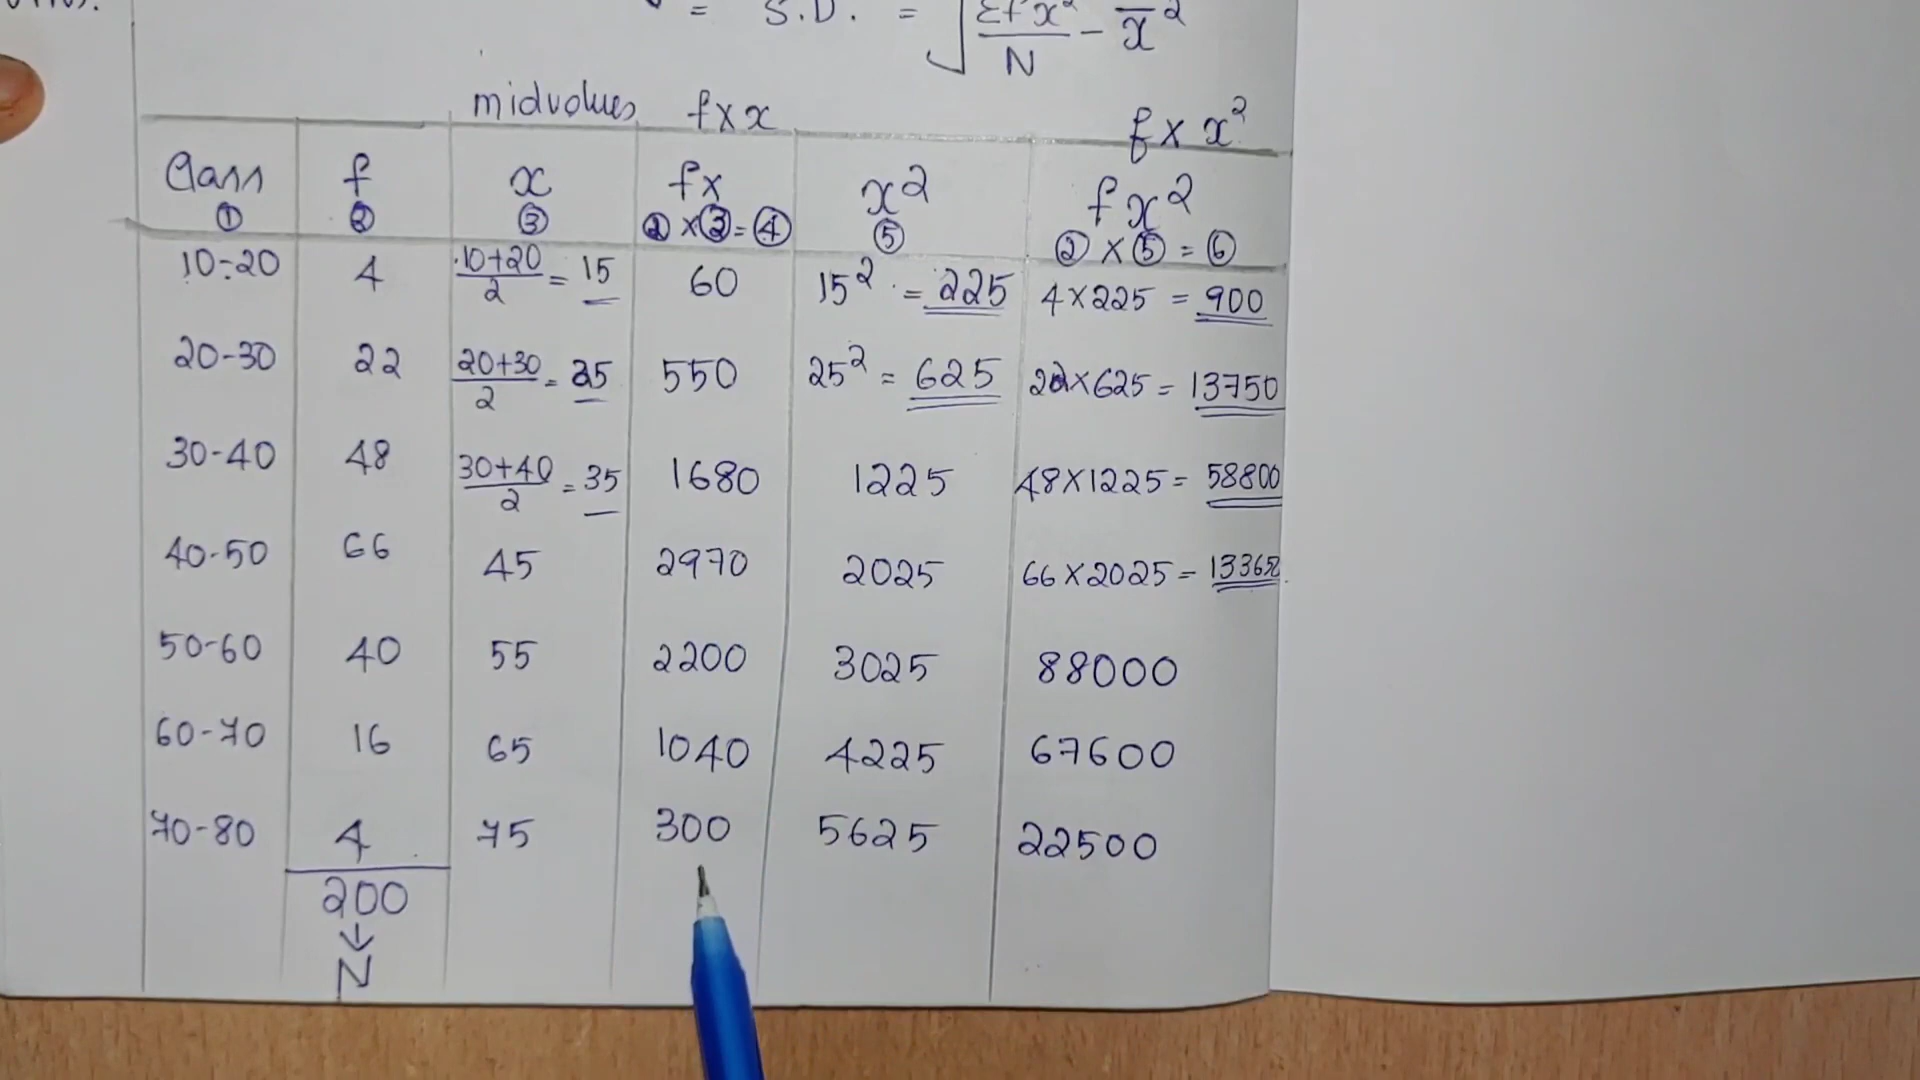 = S.D. = √ Σfx² / N - x̄²
midvalues f×x f×x²
Class f x fx x² fx²
① ② ③ ②×③=④ ⑤ ②×⑤=⑥
10-20 4 10+20/2 = 15 60 15² = 225 4×225 = 900
20-30 22 20+30/2 = 25 550 25² = 625 22×625 = 13750
30-40 48 30+40/2 = 35 1680 1225 48×1225 = 58800
40-50 66 45 2970 2025 66×2025 = 133650
50-60 40 55 2200 3025 88000
60-70 16 65 1040 4225 67600
70-80 4 75 300 5625 22500
200
↓
N